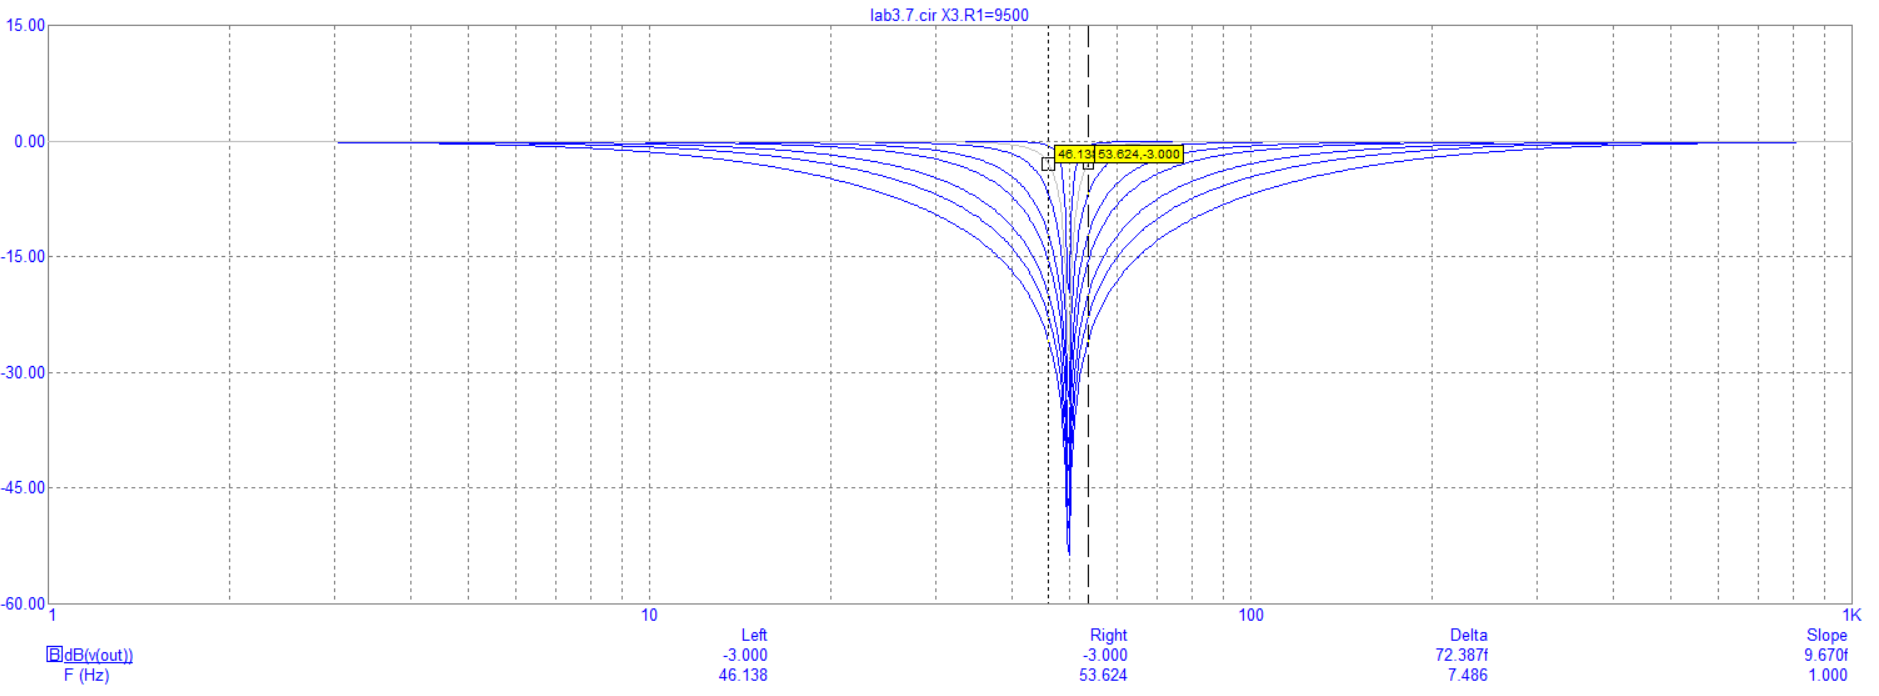 lab3.7.cir X3.R1=9500
15.00
0.00
46.13 53.624,-3.000
-15.00
-30.00
-45.00
-60.00
1 10 100 1K
Left Right Delta Slope
dB(v(out)) -3.000 -3.000 72.387f 9.670f
F (Hz) 46.138 53.624 7.486 1.000